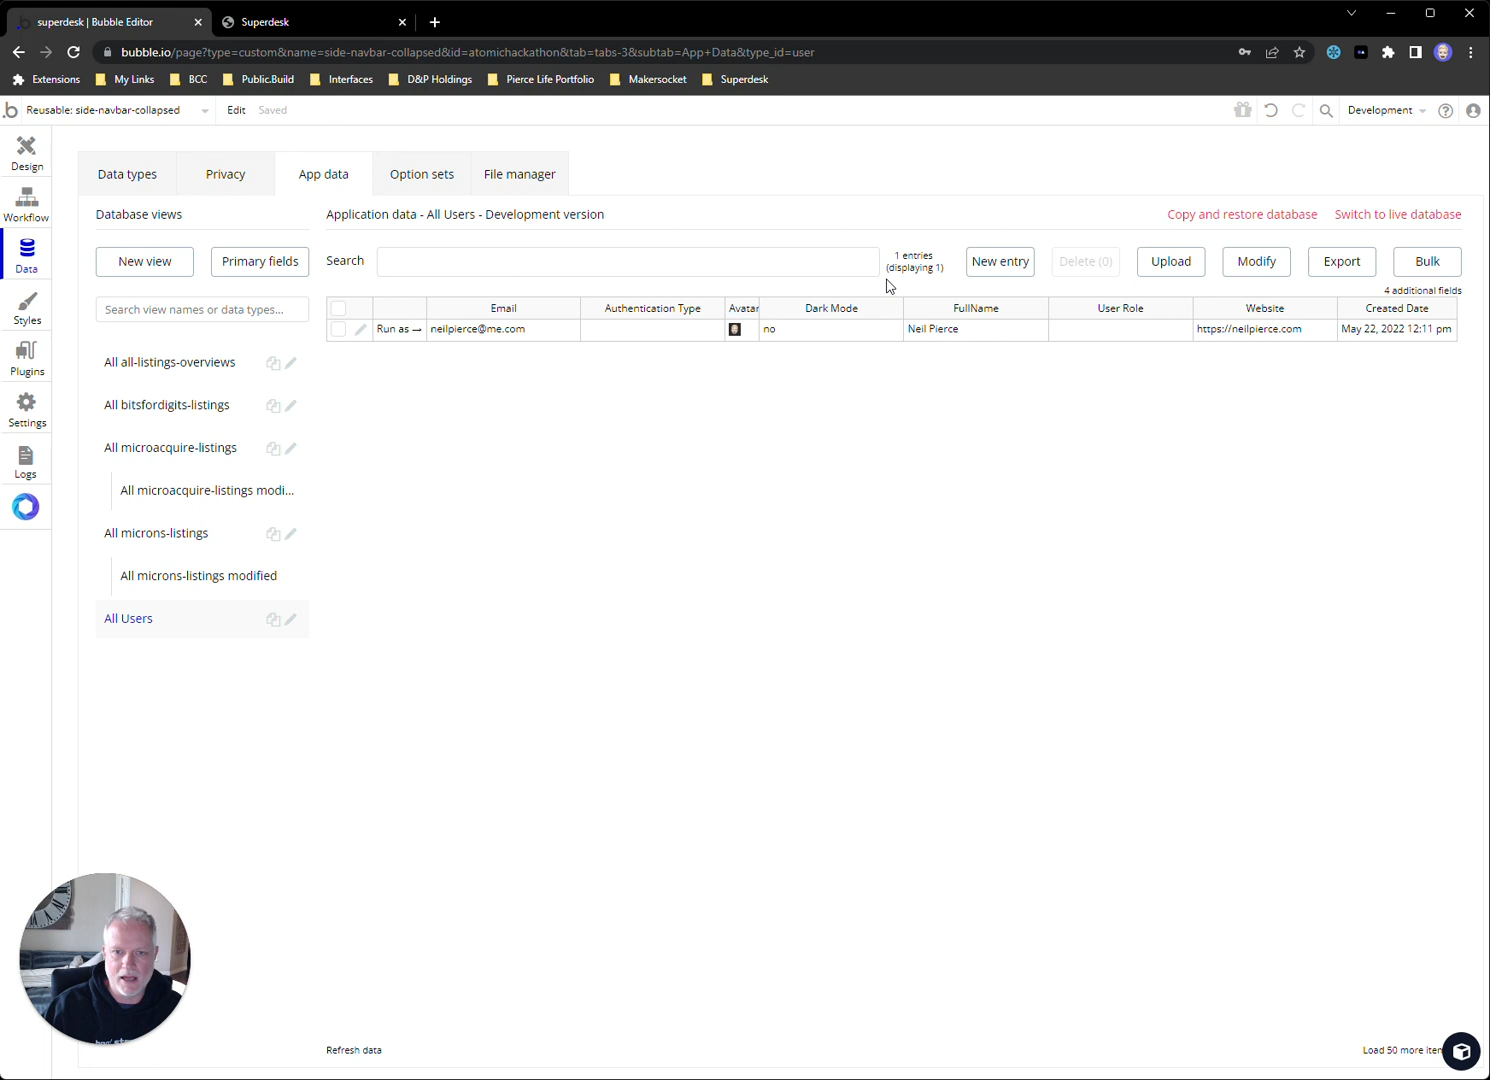 superdesk | Bubble Editor
Superdesk
bubble.io/page?type=custom&name=side-navbar-collapsed&id=atomichackathon&tab=tabs-3&subtab=App+Data&type_id=user
Extensions My Links BCC Public.Build Interfaces D&P Holdings Pierce Life Portfolio Makersocket Superdesk
.b Reusable: side-navbar-collapsed Edit Saved Development
Design
Workflow
Data
Styles
Plugins
Settings
Logs
Data types Privacy App data Option sets File manager
Database views
New view Primary fields
Search view names or data types...
All all-listings-overviews
All bitsfordigits-listings
All microacquire-listings
All microacquire-listings modi...
All microns-listings
All microns-listings modified
All Users
Application data - All Users - Development version
Copy and restore database Switch to live database
Search
1 entries
(displaying 1)
New entry Delete (0) Upload Modify Export Bulk
4 additional fields
Email Authentication Type Avatar Dark Mode FullName User Role Website Created Date
Run as → neilpierce@me.com no Neil Pierce https://neilpierce.com May 22, 2022 12:11 pm
Refresh data
Load 50 more